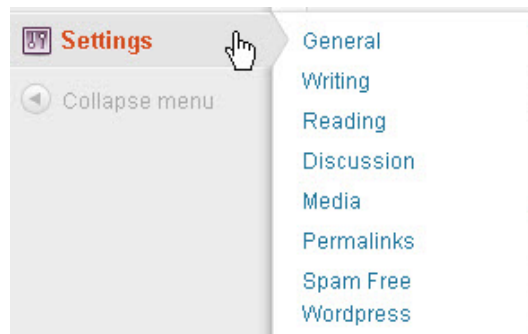 Settings
Collapse menu
General
Writing
Reading
Discussion
Media
Permalinks
Spam Free
Wordpress